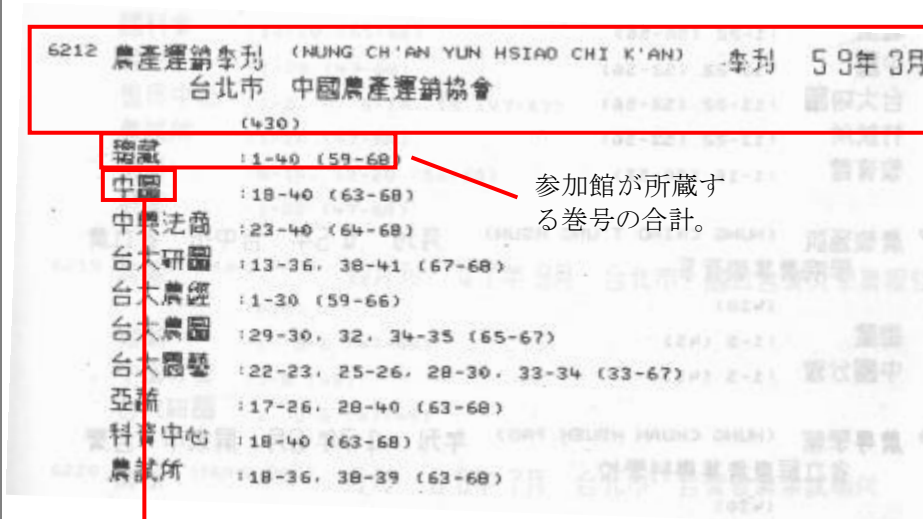 6212 農產運銷季刊 (NUNG CH'AN YUN HSIAO CHI K'AN) 季刊 59年3月
台北市 中國農產運銷協會
(430)
總藏 :1-40 (59-68)
中圖 :18-40 (63-68)
中興法商 :23-40 (64-68)
台大研圖 :13-36, 38-41 (67-68)
台大農經 :1-30 (59-66)
台大農圖 :29-30, 32, 34-35 (65-67)
台大園藝 :22-23, 25-26, 28-30, 33-34 (33-67)
亞蔬 :17-26, 28-40 (63-68)
科資中心 :18-40 (63-68)
農試所 :18-36, 38-39 (63-68)
参加館が所蔵す
る巻号の合計。